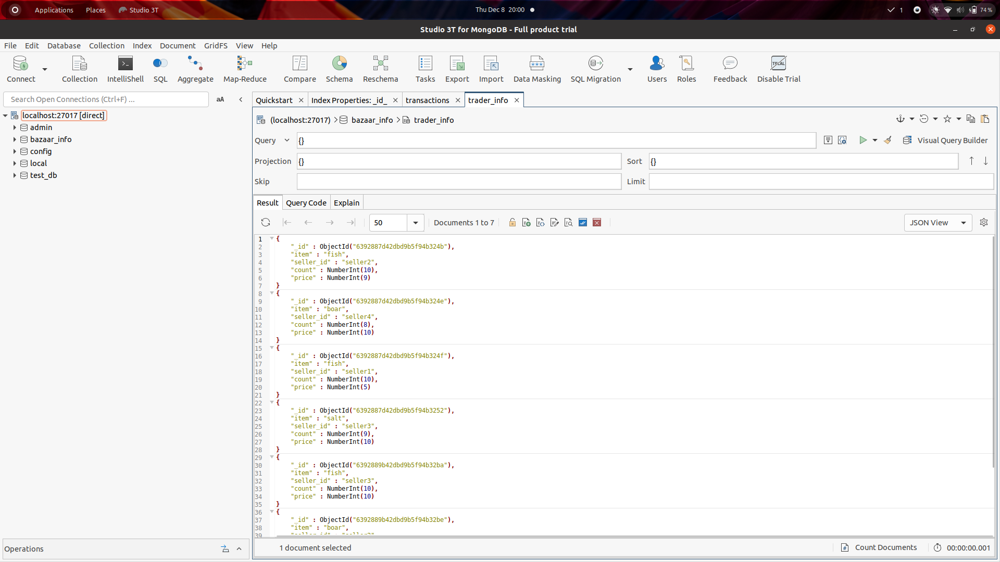 Applications Places Studio 3T Thu Dec 8 20:00 1 74 %
Studio 3T for MongoDB - Full product trial
File Edit Database Collection Index Document GridFS View Help
Connect Collection IntelliShell SQL Aggregate Map-Reduce Compare Schema Reschema Tasks Export Import Data Masking SQL Migration Users Roles Feedback Disable Trial
Search Open Connections (Ctrl+F) ... aA
localhost:27017 [direct]
admin
bazaar_info
config
local
test_db
Operations
Quickstart Index Properties: _id_ transactions trader_info
(localhost:27017) bazaar_info trader_info
Query {} Visual Query Builder
Projection {} Sort {}
Skip Limit
Result Query Code Explain
50 Documents 1 to 7 JSON View
1 {
2 "_id" : ObjectId("6392887d42dbd9b5f94b324b"),
3 "item" : "fish",
4 "seller_id" : "seller2",
5 "count" : NumberInt(10),
6 "price" : NumberInt(9)
7 }
8 {
9 "_id" : ObjectId("6392887d42dbd9b5f94b324e"),
10 "item" : "boar",
11 "seller_id" : "seller4",
12 "count" : NumberInt(8),
13 "price" : NumberInt(10)
14 }
15 {
16 "_id" : ObjectId("6392887d42dbd9b5f94b324f"),
17 "item" : "fish",
18 "seller_id" : "seller1",
19 "count" : NumberInt(10),
20 "price" : NumberInt(5)
21 }
22 {
23 "_id" : ObjectId("6392887d42dbd9b5f94b3252"),
24 "item" : "salt",
25 "seller_id" : "seller3",
26 "count" : NumberInt(9),
27 "price" : NumberInt(10)
28 }
29 {
30 "_id" : ObjectId("6392889b42dbd9b5f94b32ba"),
31 "item" : "fish",
32 "seller_id" : "seller3",
33 "count" : NumberInt(10),
34 "price" : NumberInt(10)
35 }
36 {
37 "_id" : ObjectId("6392889b42dbd9b5f94b32be"),
38 "item" : "boar",
39
1 document selected Count Documents 00:00:00.001